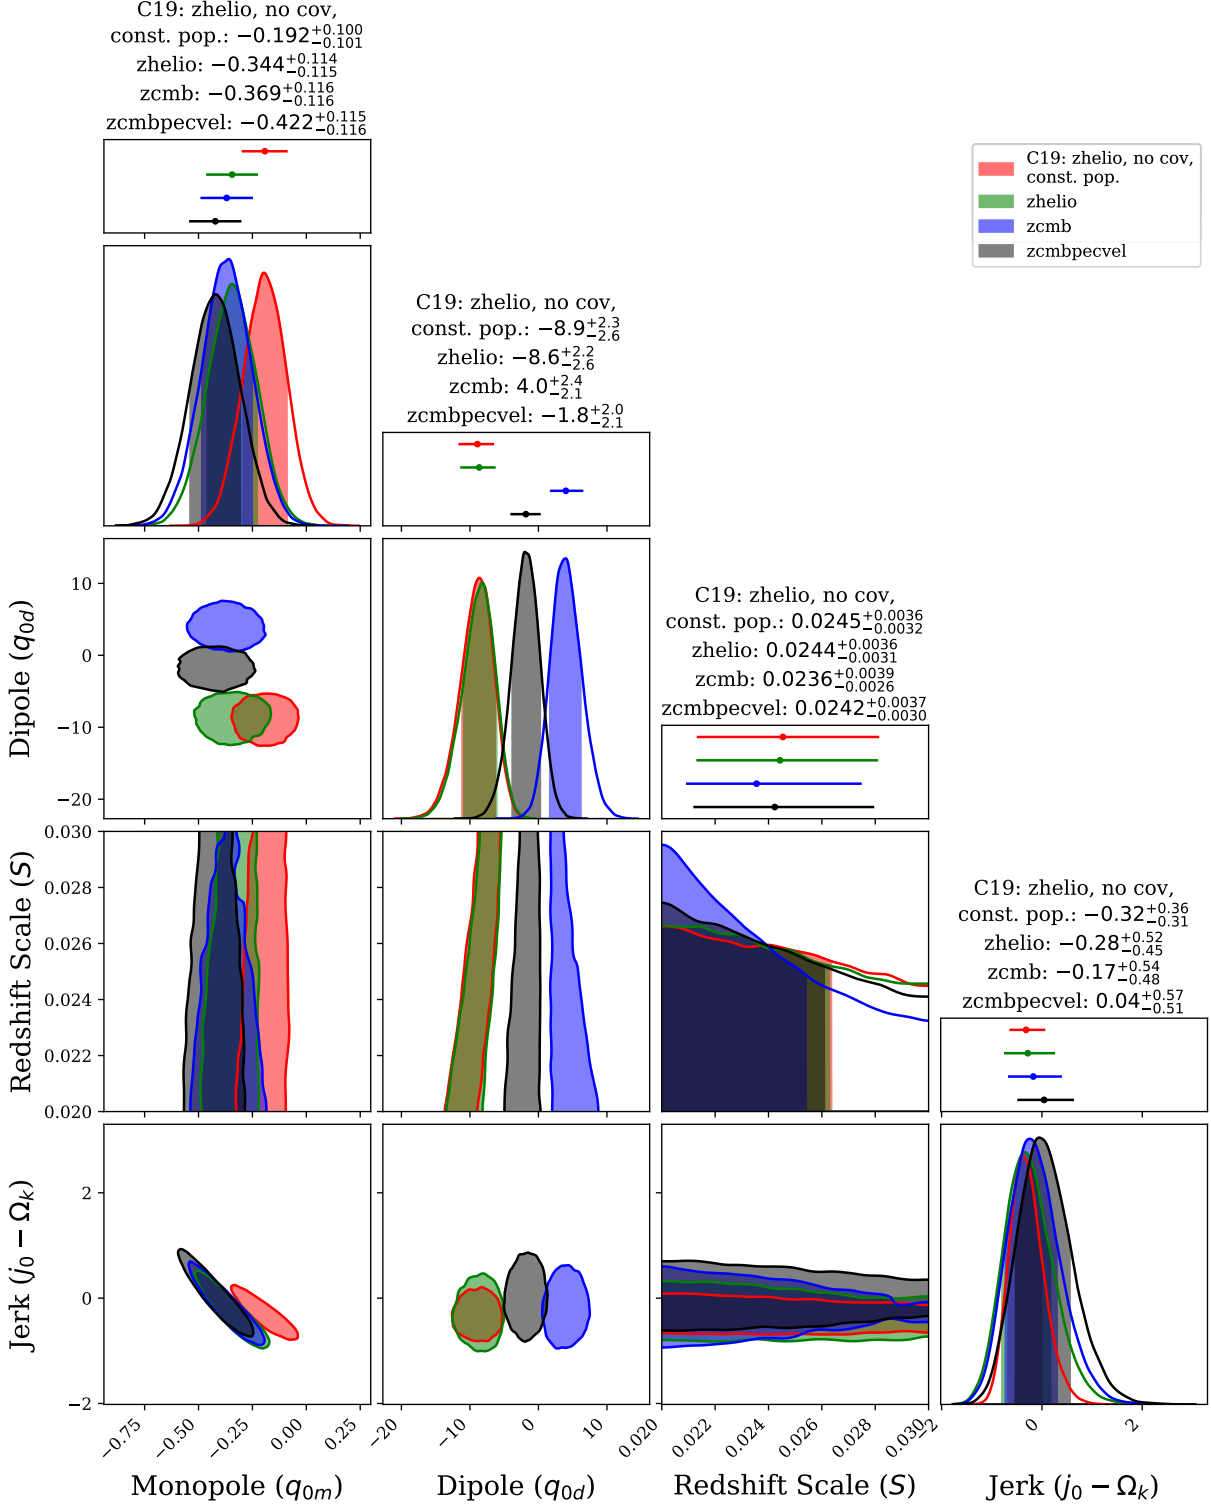 C19: zhelio, no cov,
const. pop.: −0.192+0.100−0.101
zhelio: −0.344+0.114−0.115
zcmb: −0.369+0.116−0.116
zcmbpecvel: −0.422+0.115−0.116
C19: zhelio, no cov,
const. pop.
zhelio
zcmb
zcmbpecvel
C19: zhelio, no cov,
const. pop.: −8.9+2.3−2.6
zhelio: −8.6+2.2−2.6
zcmb: 4.0+2.4−2.1
zcmbpecvel: −1.8+2.0−2.1
Dipole (q0d)
10
0
−10
−20
C19: zhelio, no cov,
const. pop.: 0.0245+0.0036−0.0032
zhelio: 0.0244+0.0036−0.0031
zcmb: 0.0236+0.0039−0.0026
zcmbpecvel: 0.0242+0.0037−0.0030
Redshift Scale (S)
0.030
0.028
0.026
0.024
0.022
0.020
C19: zhelio, no cov,
const. pop.: −0.32+0.36−0.31
zhelio: −0.28+0.52−0.45
zcmb: −0.17+0.54−0.48
zcmbpecvel: 0.04+0.57−0.51
Jerk (j0 − Ωk)
2
0
−2
−0.75 −0.50 −0.25 0.00 0.25 −20 −10 0 10 0.020 0.022 0.024 0.026 0.028 0.030 0 2
Monopole (q0m) Dipole (q0d) Redshift Scale (S) Jerk (j0 − Ωk)